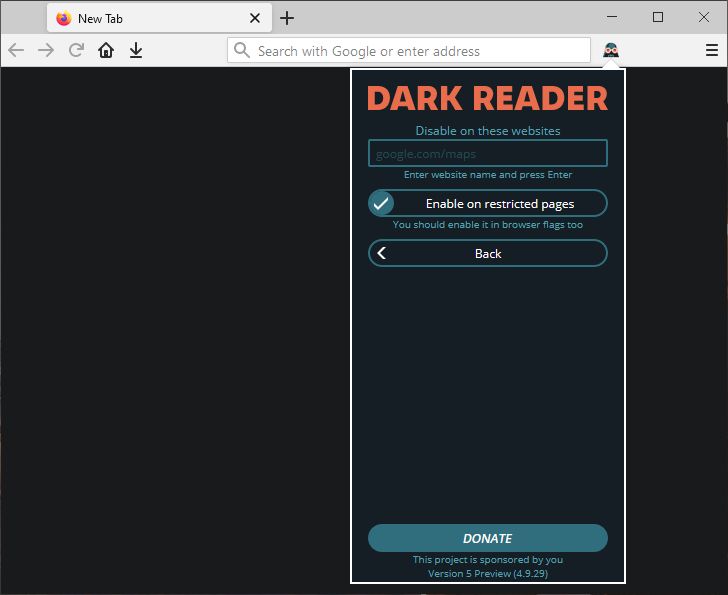 New Tab
Search with Google or enter address
DARK READER
Disable on these websites
google.com/maps
Enter website name and press Enter
Enable on restricted pages
You should enable it in browser flags too
Back
DONATE
This project is sponsored by you
Version 5 Preview (4.9.29)